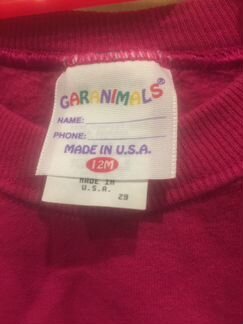 GARANIMALS®
NAME:
PHONE:
MADE IN U.S.A.
12M
MADE IN
U.S.A.
29